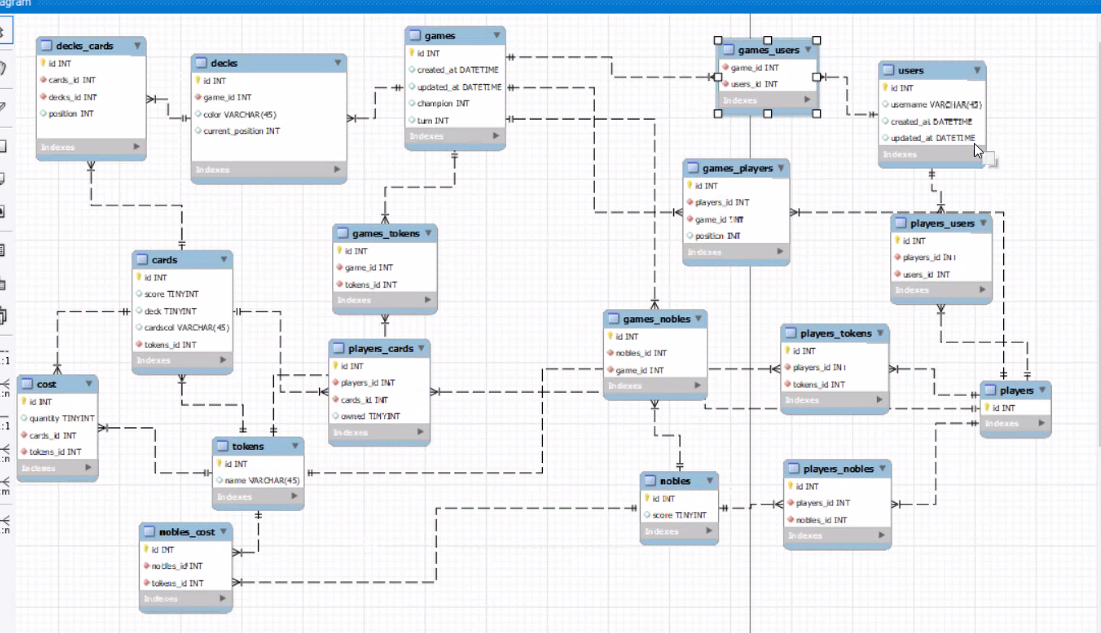 agram
decks_cards
id INT
cards_id INT
decks_id INT
position INT
Indexes
decks
id INT
game_id INT
color VARCHAR(45)
current_position INT
Indexes
games
id INT
created_at DATETIME
updated_at DATETIME
champion INT
turn INT
Indexes
games_users
game_id INT
users_id INT
Indexes
users
id INT
username VARCHAR(45)
created_at DATETIME
updated_at DATETIME
Indexes
games_players
id INT
players_id INT
game_id INT
position INT
Indexes
players_users
id INT
players_id INT
users_id INT
Indexes
games_tokens
id INT
game_id INT
tokens_id INT
Indexes
cards
id INT
score TINYINT
deck TINYINT
cardscol VARCHAR(45)
tokens_id INT
Indexes
games_nobles
id INT
nobles_id INT
game_id INT
Indexes
players_cards
id INT
players_id INT
cards_id INT
owned TINYINT
Indexes
players_tokens
id INT
players_id INT
tokens_id INT
Indexes
cost
id INT
quantity TINYINT
cards_id INT
tokens_id INT
Indexes
players
id INT
Indexes
tokens
id INT
name VARCHAR(45)
Indexes
nobles
id INT
score TINYINT
Indexes
players_nobles
id INT
players_id INT
nobles_id INT
Indexes
nobles_cost
id INT
nobles_id INT
tokens_id INT
Indexes
:1
:n
:1
:n
:m
:n